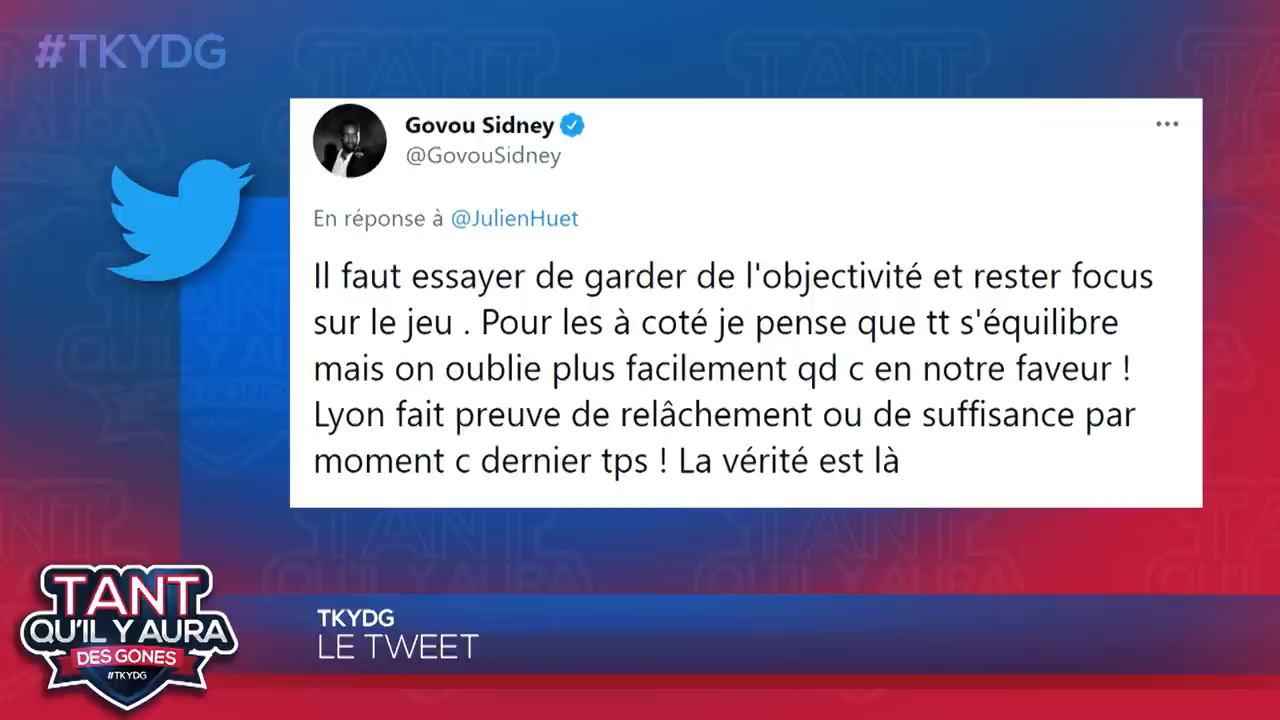 #TKYDG
Govou Sidney
@GovouSidney
En réponse à @JulienHuet
Il faut essayer de garder de l'objectivité et rester focus
sur le jeu . Pour les à coté je pense que tt s'équilibre
mais on oublie plus facilement qd c en notre faveur !
Lyon fait preuve de relâchement ou de suffisance par
moment c dernier tps ! La vérité est là
TANT
QU'IL Y AURA
DES GONES
#TKYDG
TKYDG
LE TWEET